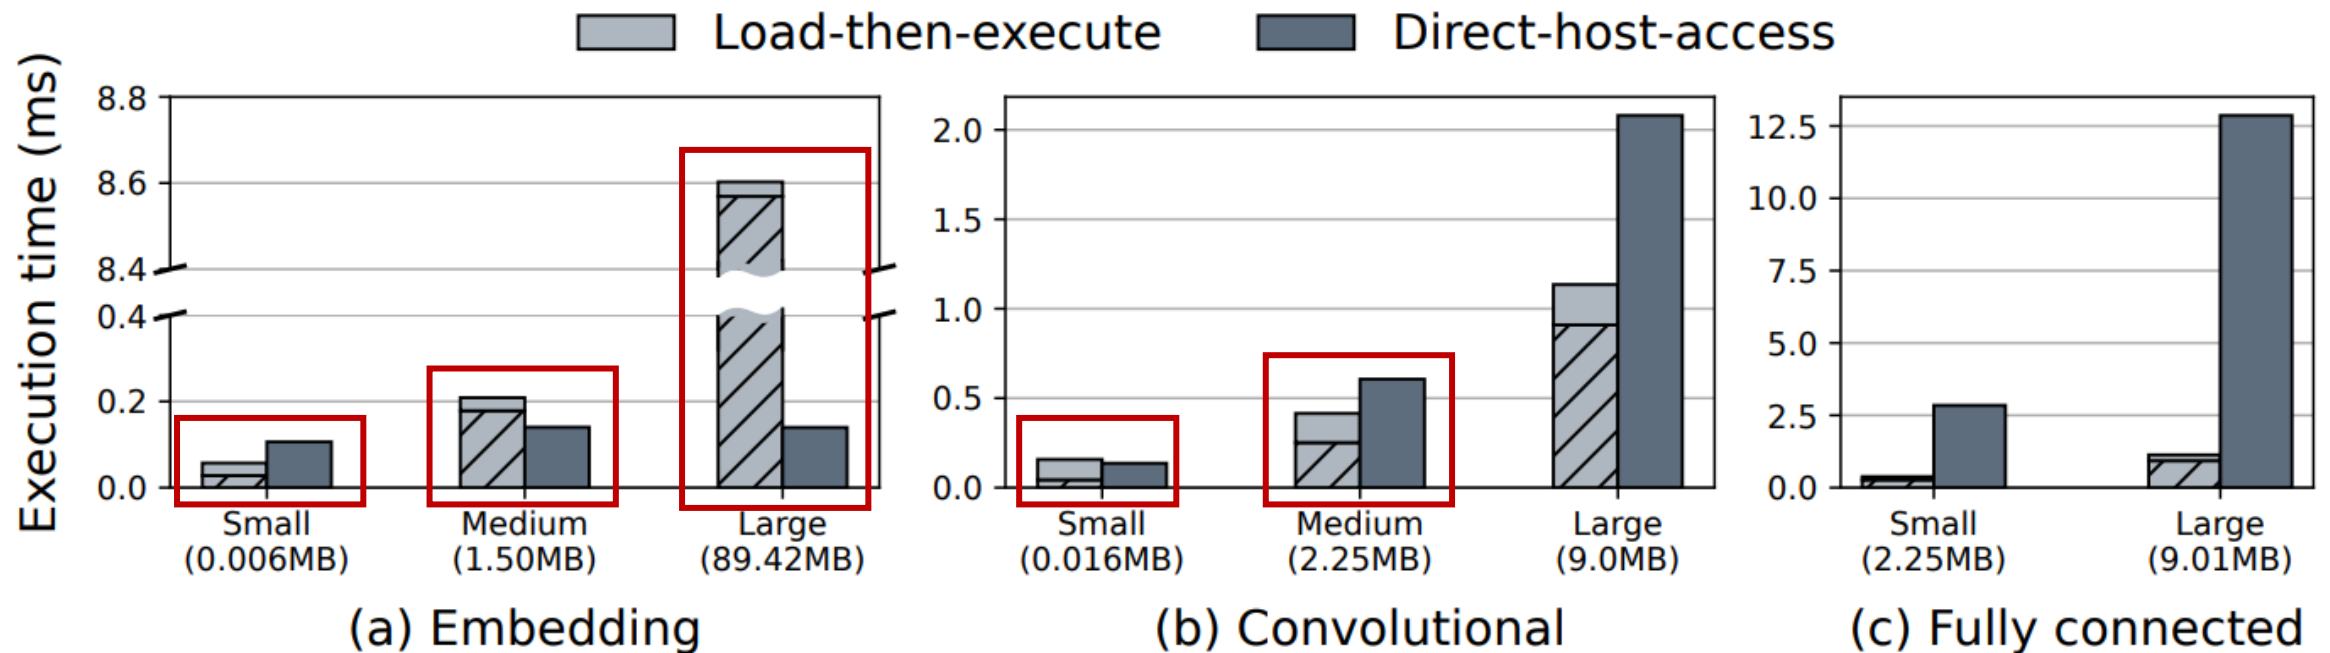 Load-then-execute Direct-host-access
Execution time (ms)
8.8
8.6
8.4
0.4
0.2
0.0
Small Medium Large
(0.006MB) (1.50MB) (89.42MB)
(a) Embedding
2.0
1.5
1.0
0.5
0.0
Small Medium Large
(0.016MB) (2.25MB) (9.0MB)
(b) Convolutional
12.5
10.0
7.5
5.0
2.5
0.0
Small Large
(2.25MB) (9.01MB)
(c) Fully connected